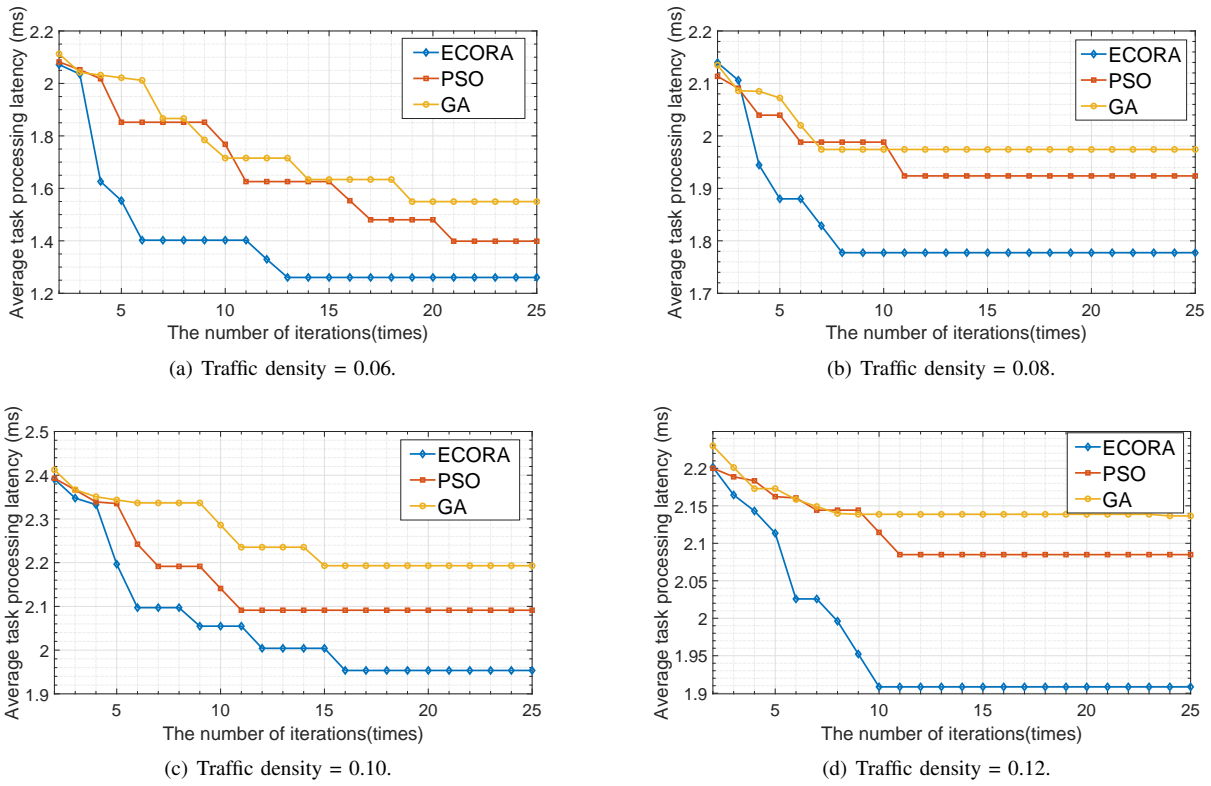 Average task processing latency (ms)
2.2
2
1.8
1.6
1.4
1.2
5
10
15
20
25
The number of iterations(times)
ECORA
PSO
GA
(a) Traffic density = 0.06.
Average task processing latency (ms)
2.2
2.1
2
1.9
1.8
1.7
5
10
15
20
25
The number of iterations(times)
ECORA
PSO
GA
(b) Traffic density = 0.08.
Average task processing latency (ms)
2.5
2.4
2.3
2.2
2.1
2
1.9
5
10
15
20
25
The number of iterations(times)
ECORA
PSO
GA
(c) Traffic density = 0.10.
Average task processing latency (ms)
2.2
2.15
2.1
2.05
2
1.95
1.9
5
10
15
20
25
The number of iterations(times)
ECORA
PSO
GA
(d) Traffic density = 0.12.